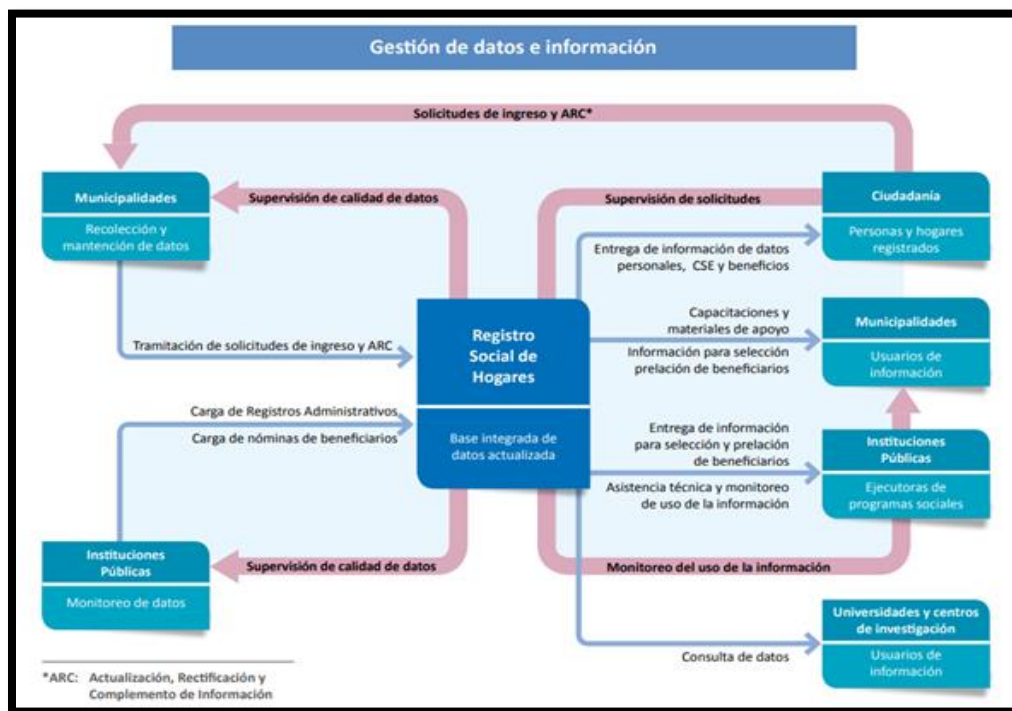 Gestión de datos e información
Solicitudes de ingreso y ARC*
Municipalidades
Recolección y
mantención de datos
Supervisión de calidad de datos
Supervisión de solicitudes
Ciudadanía
Personas y hogares
registrados
Entrega de información de datos
personales, CSE y beneficios
Tramitación de solicitudes de ingreso y ARC
Registro
Social de
Hogares
Base integrada de
datos actualizada
Capacitaciones y
materiales de apoyo
Información para selección
prelación de beneficiarios
Municipalidades
Usuarios de
información
Carga de Registros Administrativos
Carga de nóminas de beneficiarios
Entrega de información
para selección y prelación
de beneficiarios
Asistencia técnica y monitoreo
de uso de la información
Instituciones
Públicas
Ejecutoras de
programas sociales
Instituciones
Públicas
Monitoreo de datos
Supervisión de calidad de datos
Monitoreo del uso de la información
Universidades y centros
de investigación
Usuarios de
información
Consulta de datos
*ARC: Actualización, Rectificación y
Complemento de Información